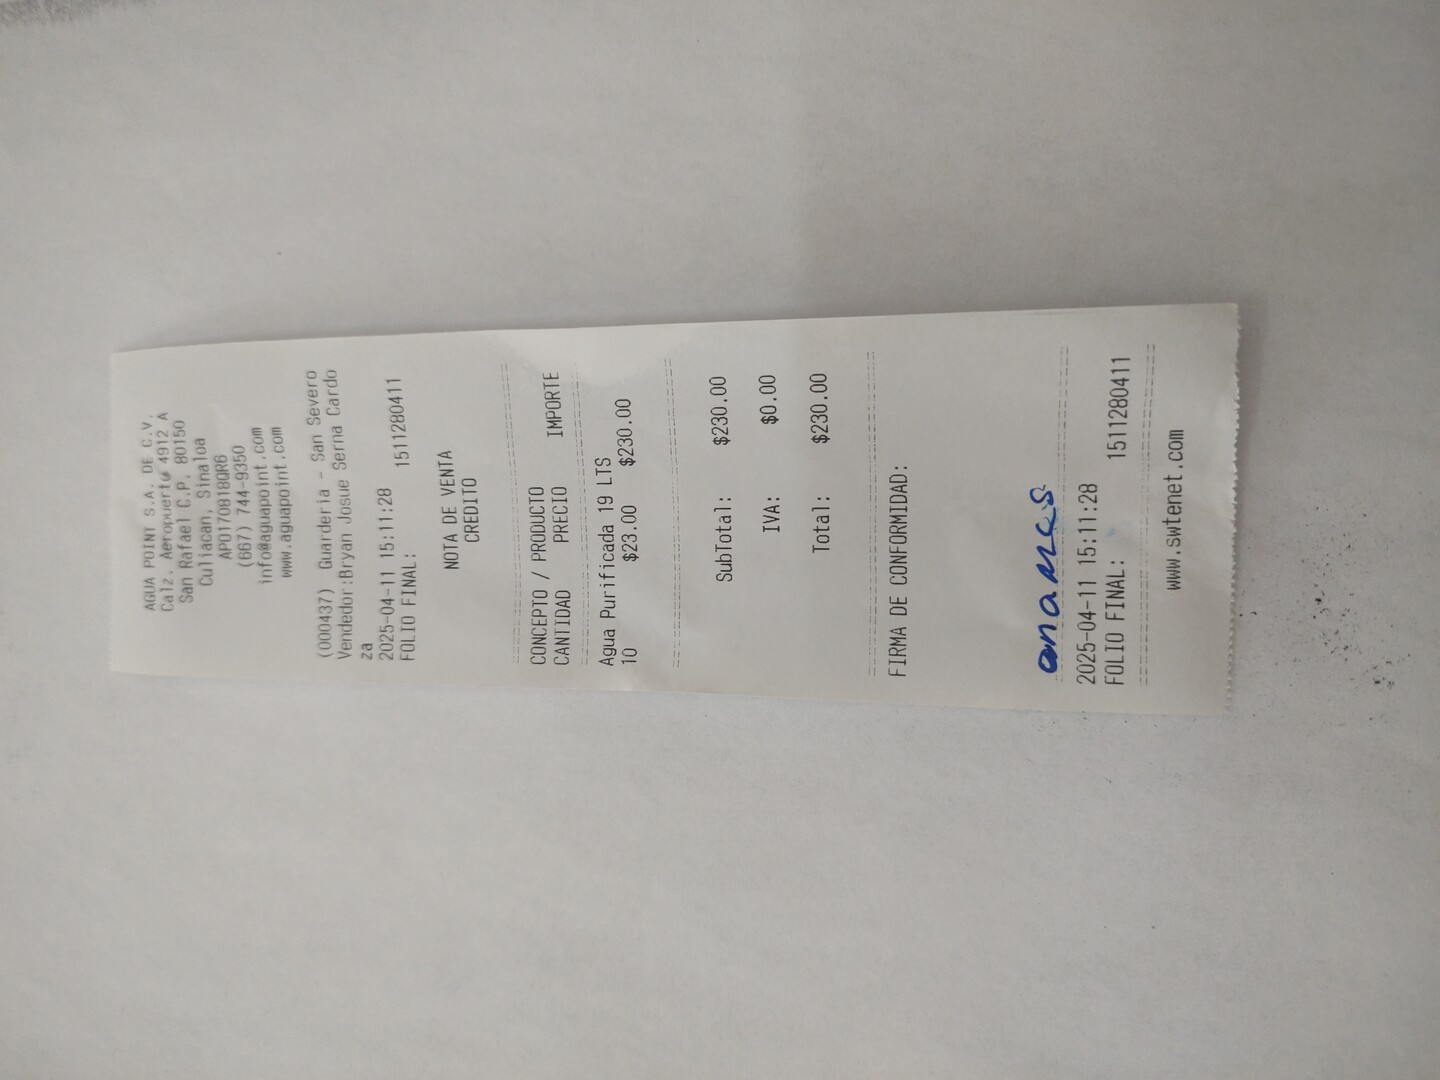 AGUA POINT S.A. DE C.V.
Calz. Aeropuerto 4912 A
San Rafael C.P. 80150
Culiacan, Sinaloa
APO170818QR6
(667) 744-9350
info@aguapoint.com
www.aguapoint.com
(000437) Guarderia - San Severo
Vendedor:Bryan Josue Serna Cardo
za
2025-04-11 15:11:28
FOLIO FINAL: 1511280411
NOTA DE VENTA
CREDITO
CONCEPTO / PRODUCTO
CANTIDAD PRECIO IMPORTE
Agua Purificada 19 LTS
10 $23.00 $230.00
SubTotal: $230.00
IVA: $0.00
Total: $230.00
FIRMA DE CONFORMIDAD:
2025-04-11 15:11:28
FOLIO FINAL: 1511280411
www.swtenet.com